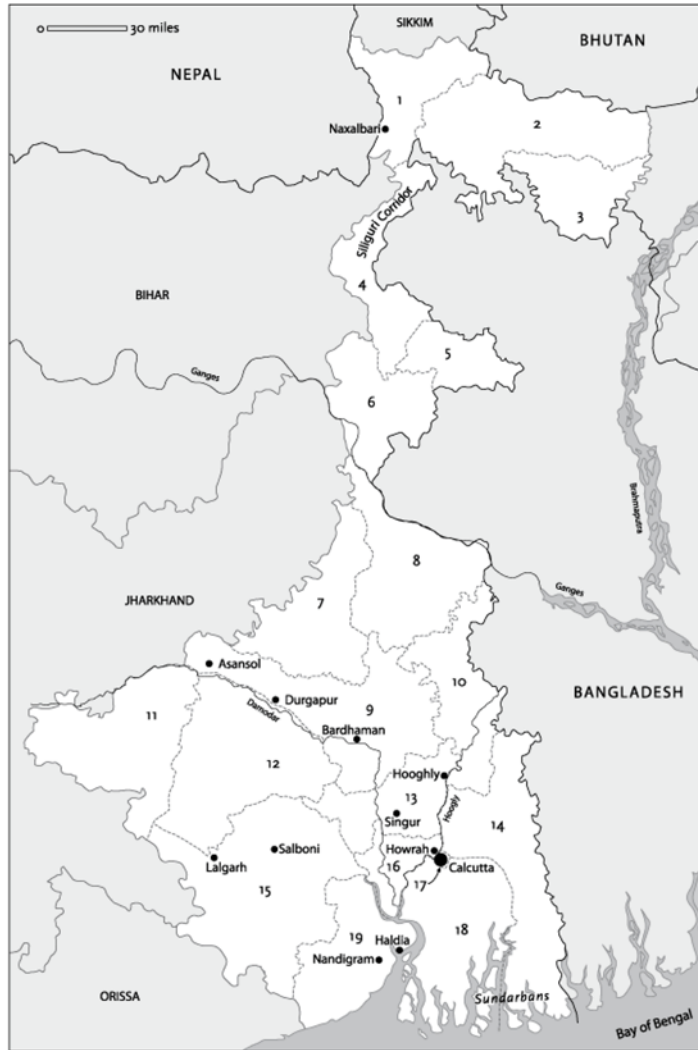 30 miles
SIKKIM
BHUTAN
NEPAL
1
Naxalbari
2
3
Siliguri Corridor
4
BIHAR
5
Ganges
6
Brahmaputra
8
7
Ganges
JHARKHAND
Asansol
10
BANGLADESH
Durgapur
Damodar
9
11
Bardhaman
12
Hooghly
13
Hoogly
Singur
14
Salboni
Howrah
Lalgarh
16
Calcutta
15
17
19
18
Haldia
Nandigram
ORISSA
Sundarbans
Bay of Bengal